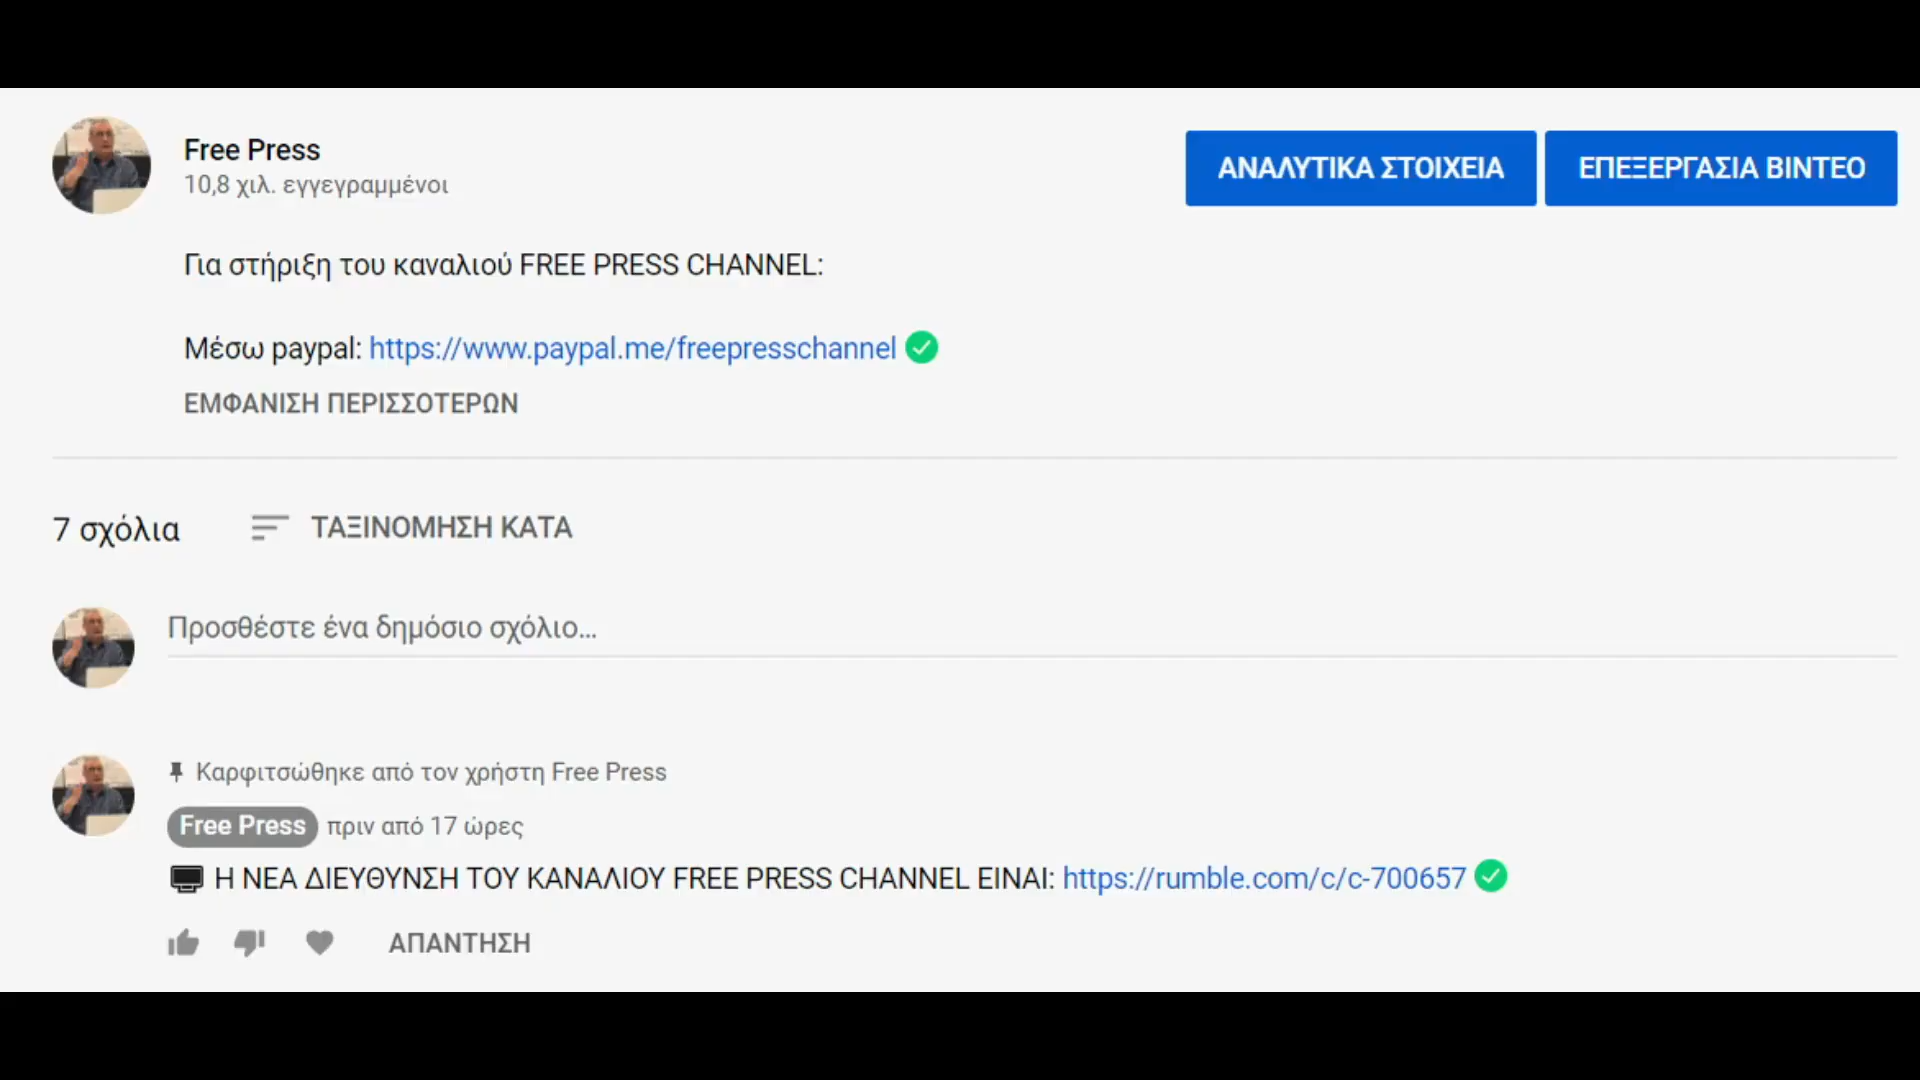 Free Press
10,8 χιλ. εγγεγραμμένοι
ΑΝΑΛΥΤΙΚΑ ΣΤΟΙΧΕΙΑ
ΕΠΕΞΕΡΓΑΣΙΑ ΒΙΝΤΕΟ
Για στήριξη του καναλιού FREE PRESS CHANNEL:
Μέσω paypal: https://www.paypal.me/freepresschannel
ΕΜΦΑΝΙΣΗ ΠΕΡΙΣΣΟΤΕΡΩΝ
7 σχόλια
ΤΑΞΙΝΟΜΗΣΗ ΚΑΤΑ
Προσθέστε ένα δημόσιο σχόλιο...
Καρφιτσώθηκε από τον χρήστη Free Press
Free Press πριν από 17 ώρες
Η ΝΕΑ ΔΙΕΥΘΥΝΣΗ ΤΟΥ ΚΑΝΑΛΙΟΥ FREE PRESS CHANNEL ΕΙΝΑΙ: https://rumble.com/c/c-700657
ΑΠΑΝΤΗΣΗ